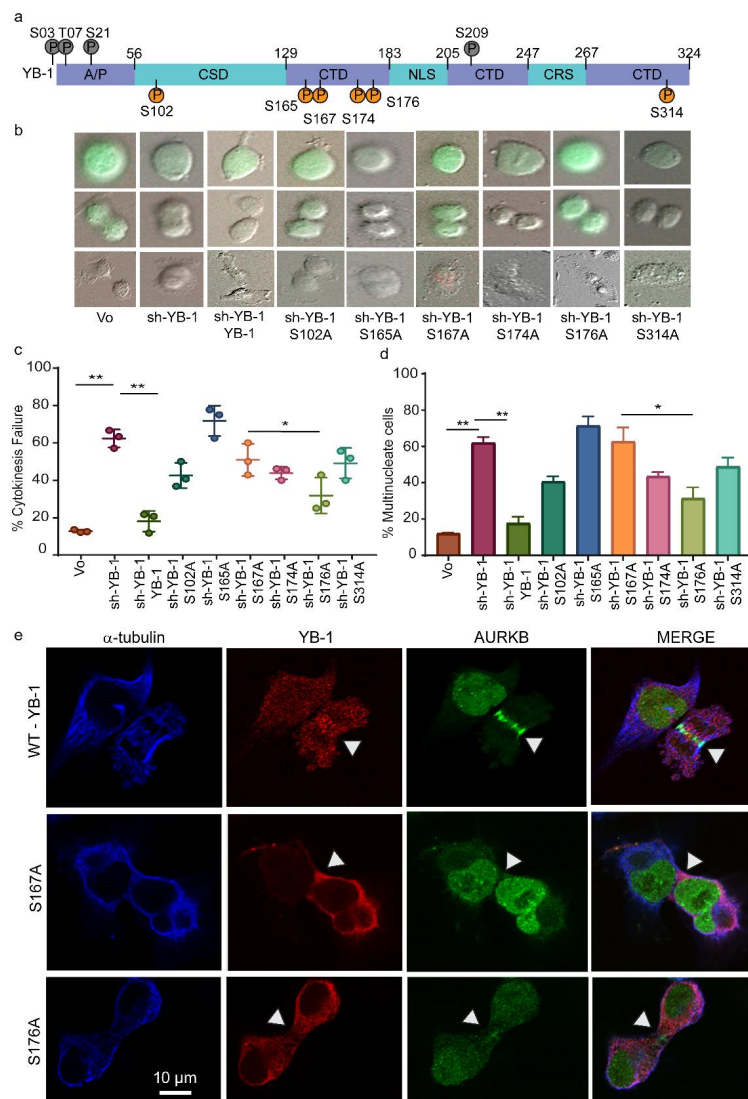 a
S03 T07 S21 56 129 183 205 S209 247 267 324
YB-1 P P P A/P CSD CTD NLS CTD P CRS CTD
P P P P P P
S102 S165 S167 S174 S176 S314
b
Vo sh-YB-1 sh-YB-1 sh-YB-1 sh-YB-1 sh-YB-1 sh-YB-1 sh-YB-1 sh-YB-1
YB-1 S102A S165A S167A S174A S176A S314A
c
% Cytokinesis Failure
100
80
60
40
20
0
** ** *
Vo
sh-YB-1
sh-YB-1 YB-1
sh-YB-1 S102A
sh-YB-1 S165A
sh-YB-1 S167A
sh-YB-1 S174A
sh-YB-1 S176A
sh-YB-1 S314A
d
% Multinucleate cells
100
80
60
40
20
0
** ** *
Vo
sh-YB-1
sh-YB-1 YB-1
sh-YB-1 S102A
sh-YB-1 S165A
sh-YB-1 S167A
sh-YB-1 S174A
sh-YB-1 S176A
sh-YB-1 S314A
e
α-tubulin YB-1 AURKB MERGE
WT - YB-1
S167A
S176A
10 µm